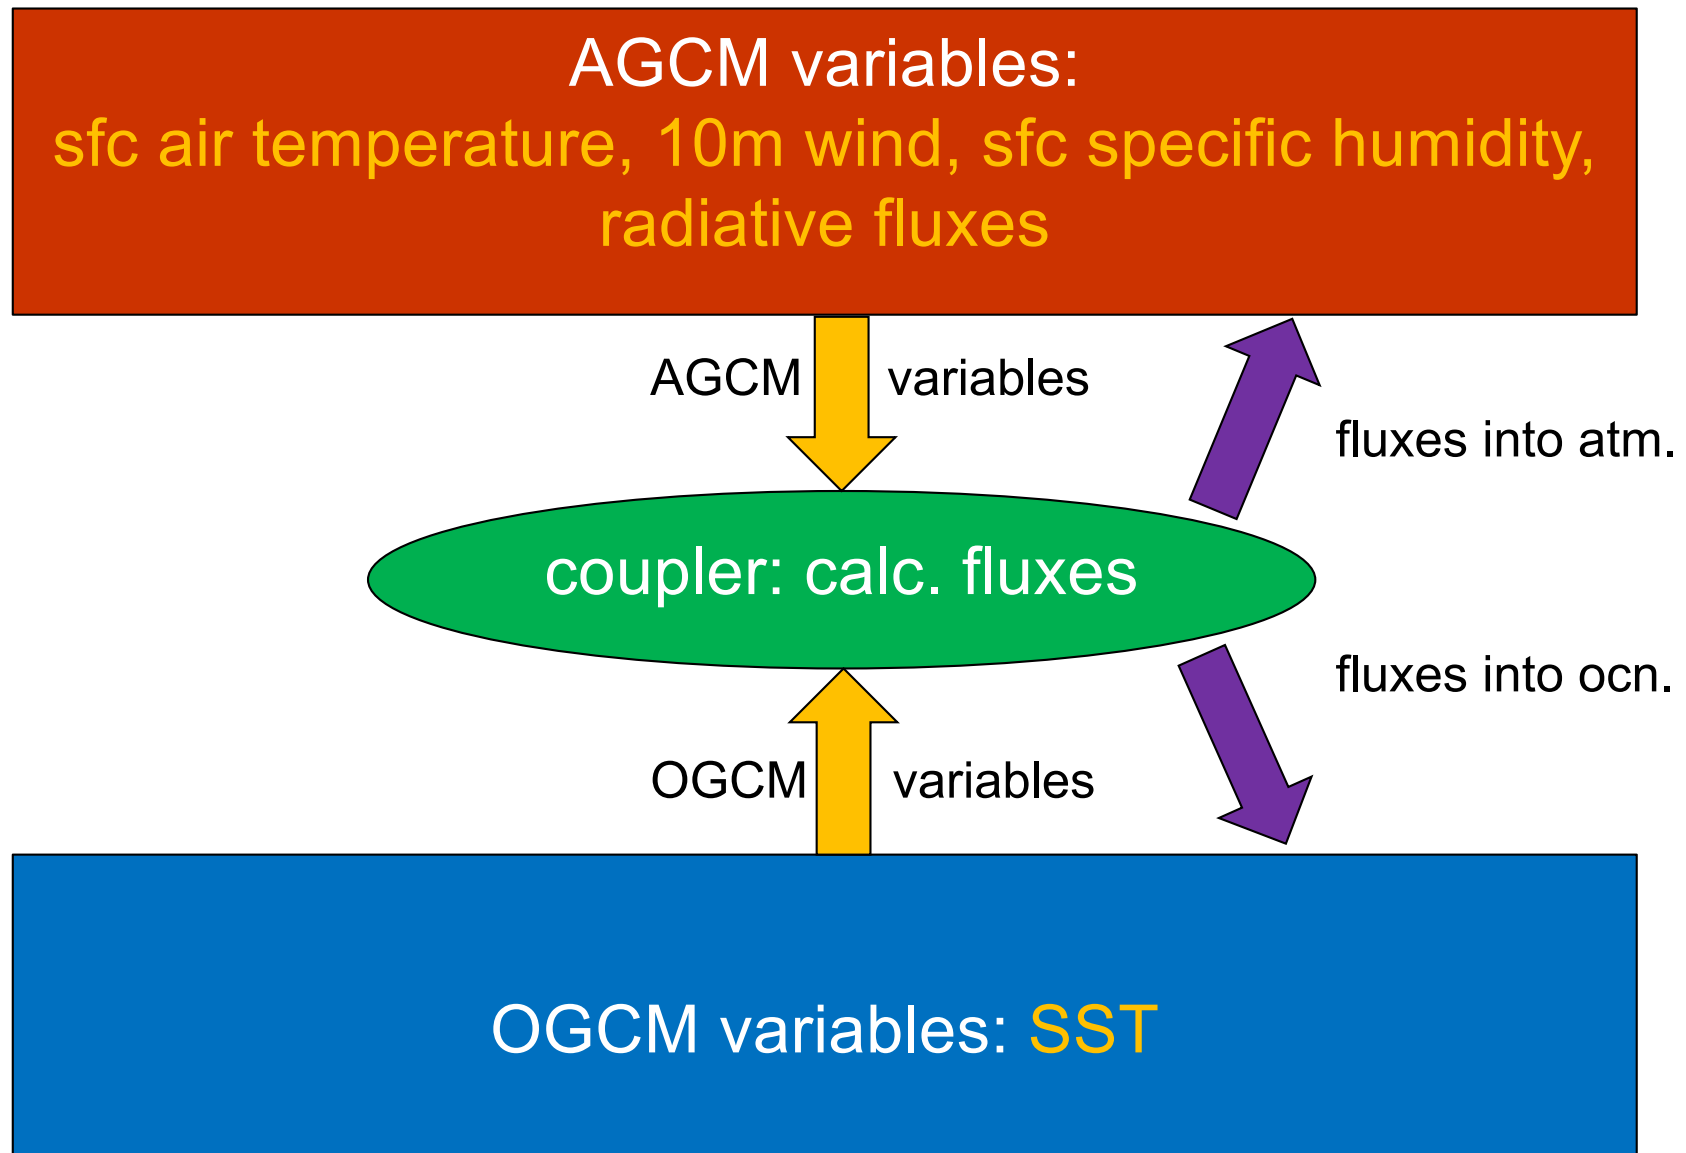 AGCM variables:
sfc air temperature, 10m wind, sfc specific humidity,
radiative fluxes
AGCM variables
fluxes into atm.
coupler: calc. fluxes
fluxes into ocn.
OGCM variables
OGCM variables: SST